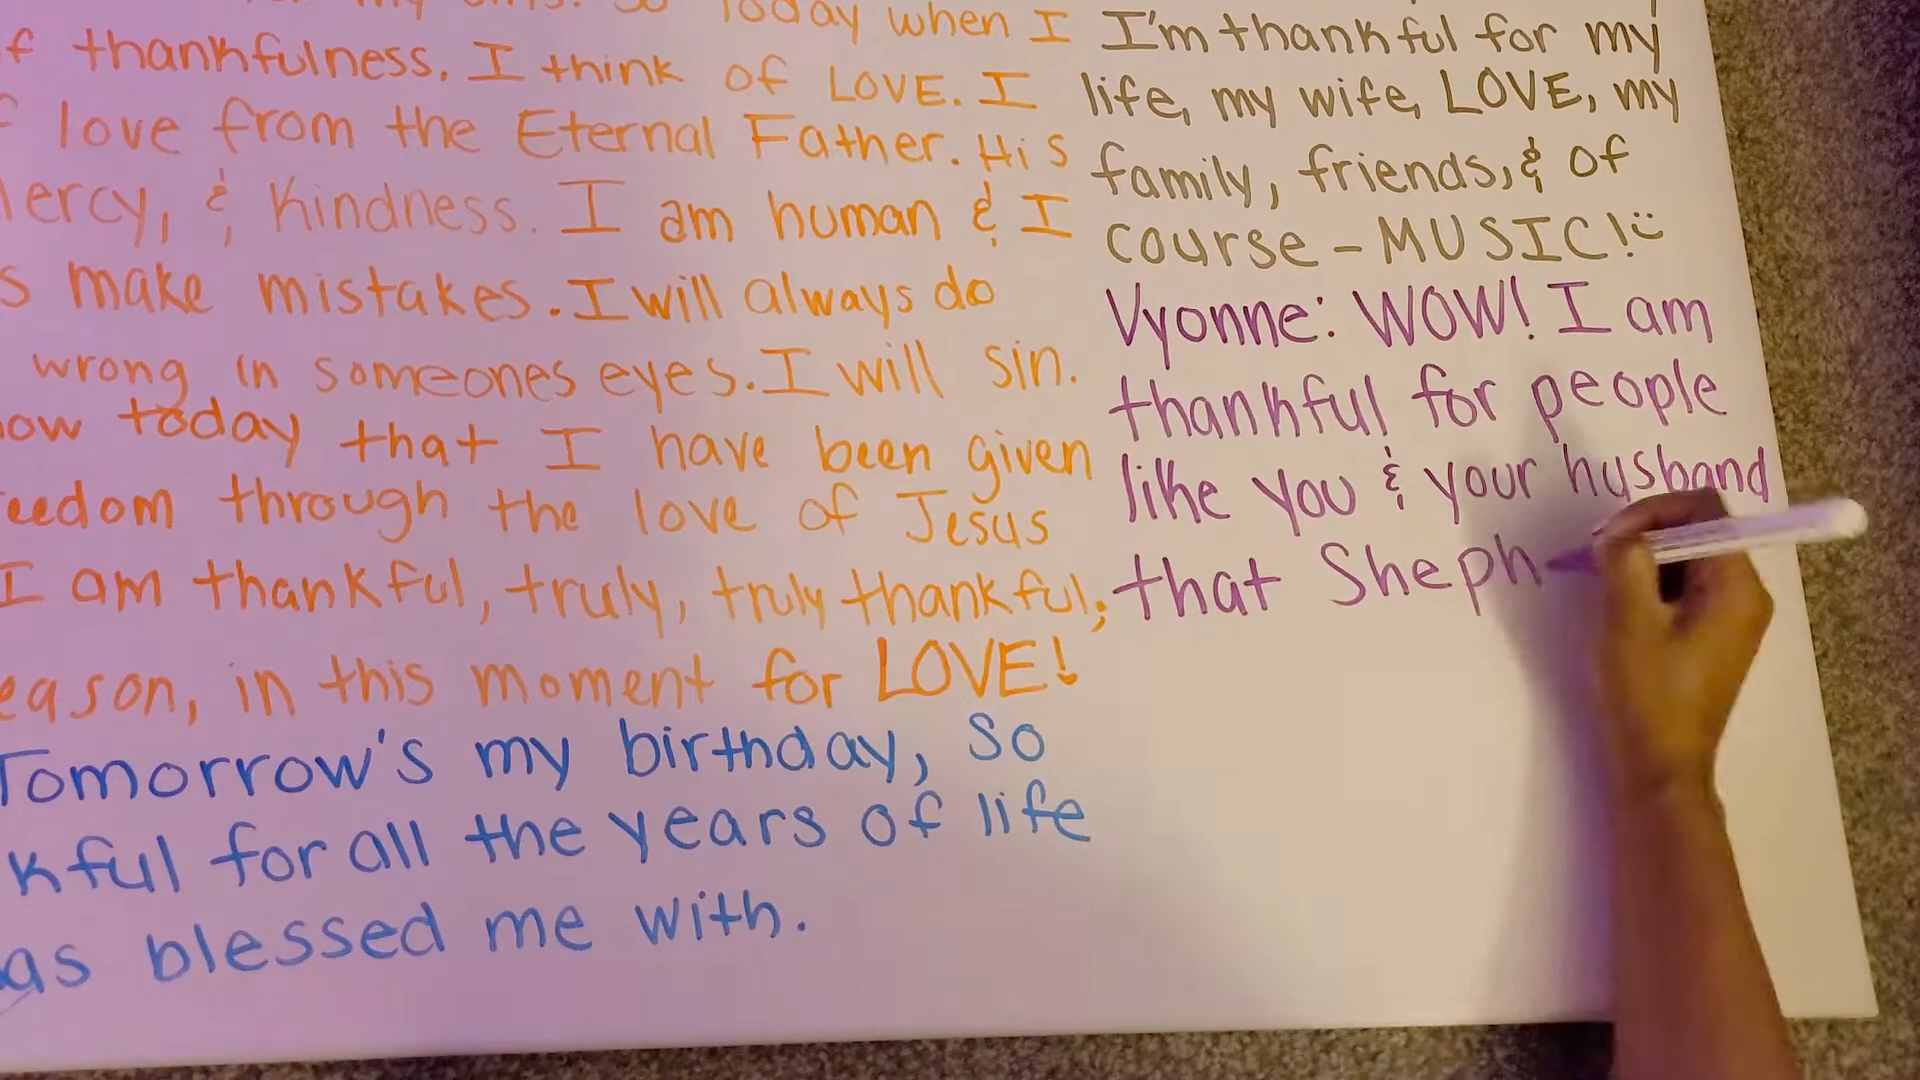 So today when I
thankfulness. I think of LOVE. I
love from the Eternal Father. His
& Kindness. I am human & I
make mistakes. I will always do
wrong in someones eyes. I will sin.
today that I have been given
through the love of Jesus
I am thankful, truly, truly thankful,
in this moment for LOVE!
Tomorrow's my birthday, so
for all the years of life
blessed me with.
I'm thankful for my
life, my wife, LOVE, my
family, friends, & of
course - MUSIC! :)
Vyonne: WOW! I am
thankful for people
like you & your husband
that Sheph